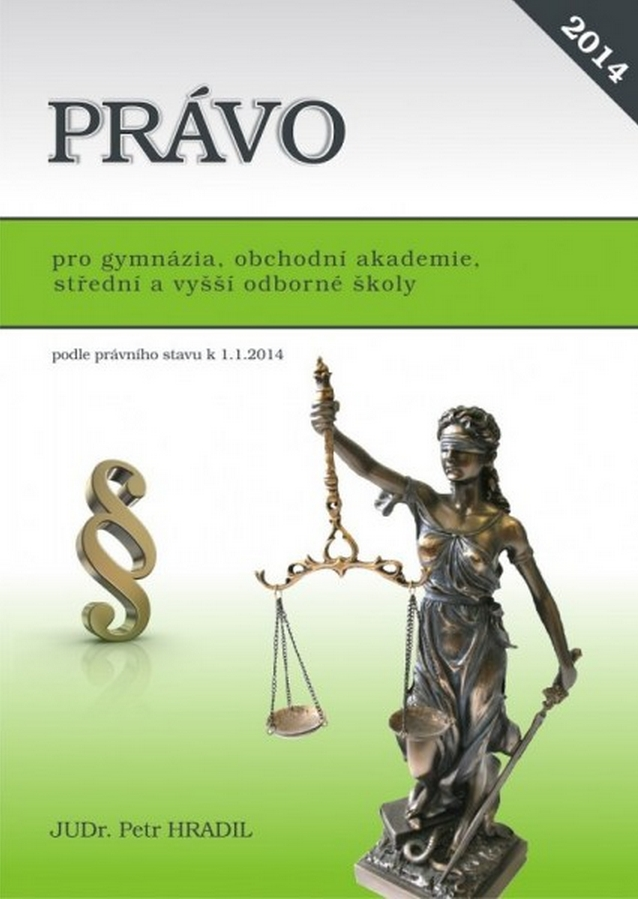 2014
PRÁVO
pro gymnázia, obchodní akademie,
střední a vyšší odborné školy
podle právního stavu k 1.1.2014
§
JUDr. Petr HRADIL